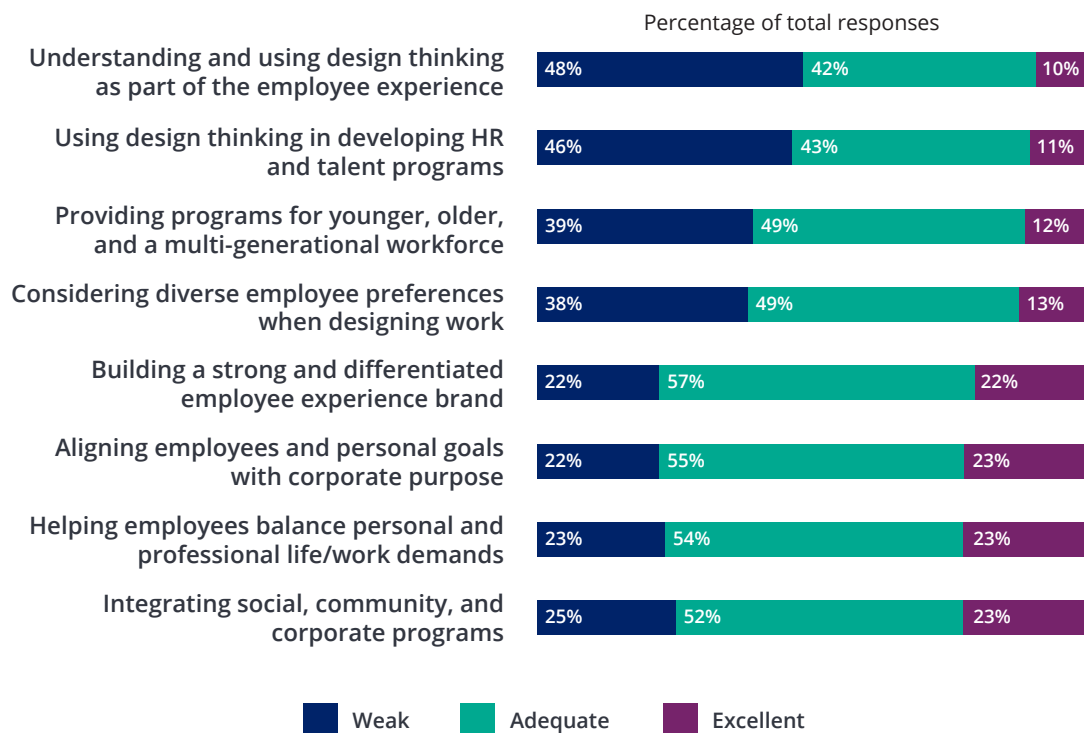 Percentage of total responses
Understanding and using design thinking
as part of the employee experience
48% 42% 10%
Using design thinking in developing HR
and talent programs
46% 43% 11%
Providing programs for younger, older,
and a multi-generational workforce
39% 49% 12%
Considering diverse employee preferences
when designing work
38% 49% 13%
Building a strong and differentiated
employee experience brand
22% 57% 22%
Aligning employees and personal goals
with corporate purpose
22% 55% 23%
Helping employees balance personal and
professional life/work demands
23% 54% 23%
Integrating social, community, and
corporate programs
25% 52% 23%
Weak Adequate Excellent